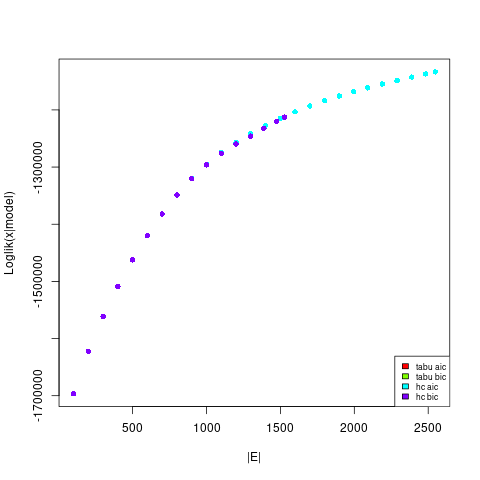 Loglik(x|model)
-1300000
-1500000
-1700000
500
1000
1500
2000
2500
|E|
tabu aic
tabu bic
hc aic
hc bic